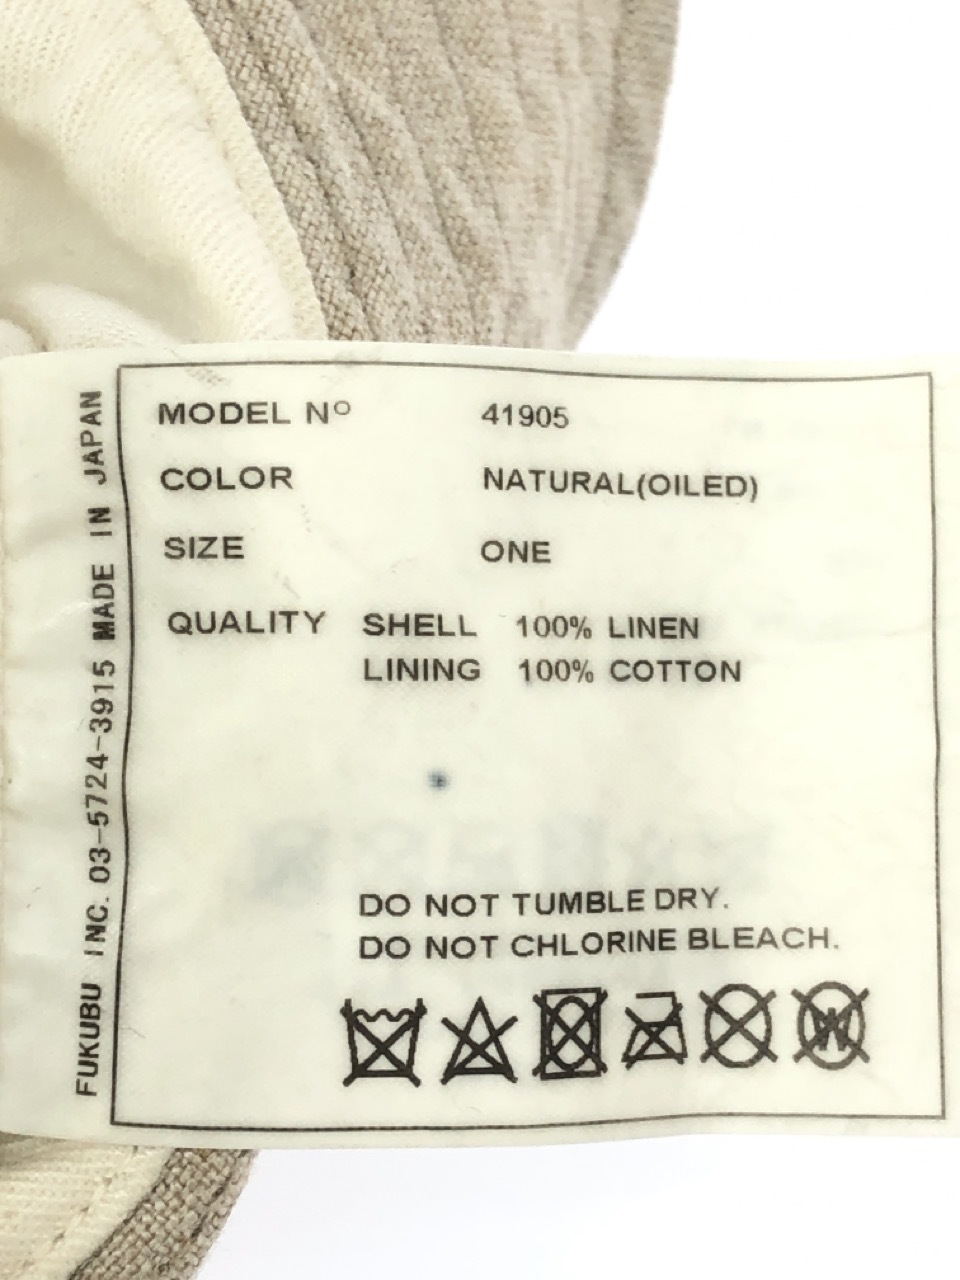 MODEL Nº 41905
COLOR NATURAL(OILED)
SIZE ONE
QUALITY SHELL 100% LINEN
LINING 100% COTTON
DO NOT TUMBLE DRY.
DO NOT CHLORINE BLEACH.
W
FUKUBU INC. 03-5724-3915 MADE IN JAPAN